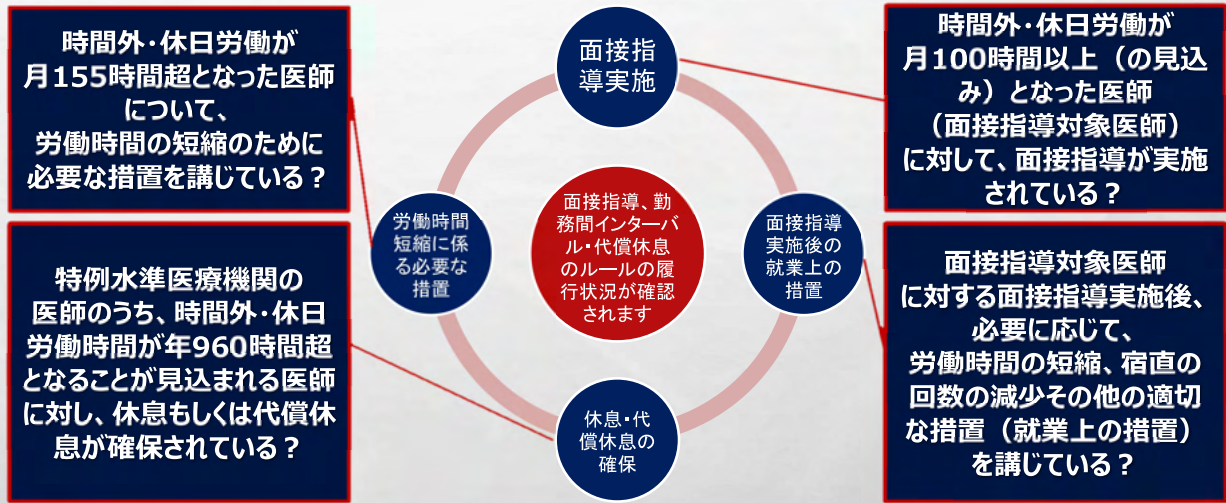 時間外・休日労働が
月155時間超となった医師
について、
労働時間の短縮のために
必要な措置を講じている？
特例水準医療機関の
医師のうち、時間外・休日
労働時間が年960時間超
となることが見込まれる医師
に対し、休息もしくは代償休
息が確保されている？
面接指
導実施
労働時間
短縮に係
る必要な
措置
面接指導、勤
務間インターバ
ル・代償休息
のルールの履
行状況が確認
されます
面接指導
実施後の
就業上の
措置
休息・代
償休息の
確保
時間外・休日労働が
月100時間以上（の見込
み）となった医師
（面接指導対象医師）
に対して、面接指導が実施
されている？
面接指導対象医師
に対する面接指導実施後、
必要に応じて、
労働時間の短縮、宿直の
回数の減少その他の適切
な措置（就業上の措置）
を講じている？